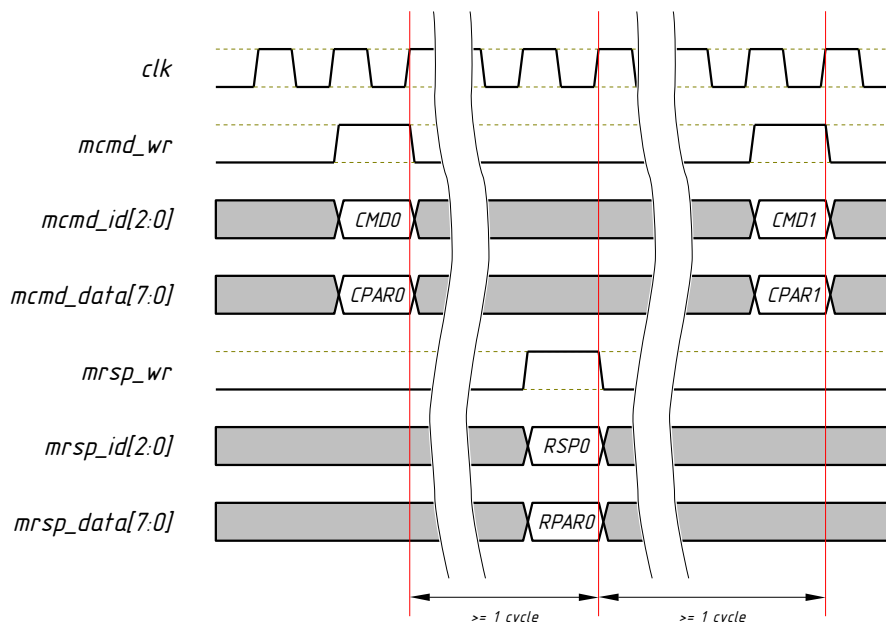 clk
mcmd_wr
mcmd_id[2:0]
CMD0
CMD1
mcmd_data[7:0]
CPAR0
CPAR1
mrsp_wr
mrsp_id[2:0]
RSP0
mrsp_data[7:0]
RPAR0
>= 1 cycle
>= 1 cycle